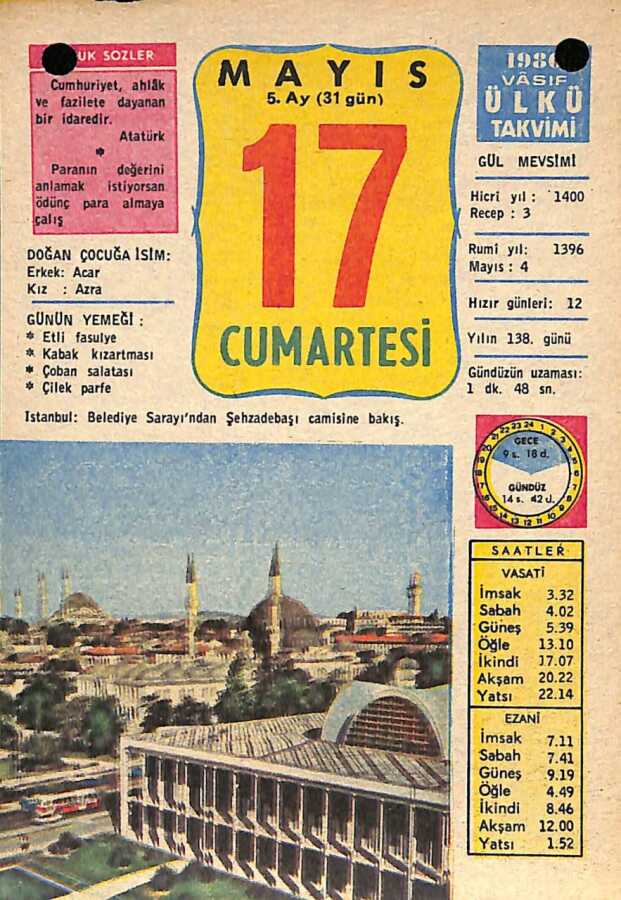 UK SÖZLER
Cumhuriyet, ahlâk
ve fazilete dayanan
bir idaredir.
Atatürk
*
Paranın değerini
anlamak istiyorsan
ödünç para almaya
çalış
DOĞAN ÇOCUĞA İSİM:
Erkek: Acar
Kız : Azra
GÜNÜN YEMEĞİ :
* Etli fasulye
* Kabak kızartması
* Çoban salatası
* Çilek parfe
MAYIS
5. Ay (31 gün)
17
CUMARTESİ
1980
VÂSIF
ÜLKÜ
TAKVİMİ
GÜL MEVSİMİ
Hicri yıl : 1400
Recep : 3
Rumi yıl: 1396
Mayıs : 4
Hızır günleri: 12
Yılın 138. günü
Gündüzün uzaması:
1 dk. 48 sn.
İstanbul: Belediye Sarayı'ndan Şehzadebaşı camisine bakış.
GECE
9 s. 18 d.
GÜNDÜZ
14 s. 42 d.
SAATLER
VASATİ
İmsak 3.32
Sabah 4.02
Güneş 5.39
Öğle 13.10
İkindi 17.07
Akşam 20.22
Yatsı 22.14
EZANİ
İmsak 7.11
Sabah 7.41
Güneş 9.19
Öğle 4.49
İkindi 8.46
Akşam 12.00
Yatsı 1.52